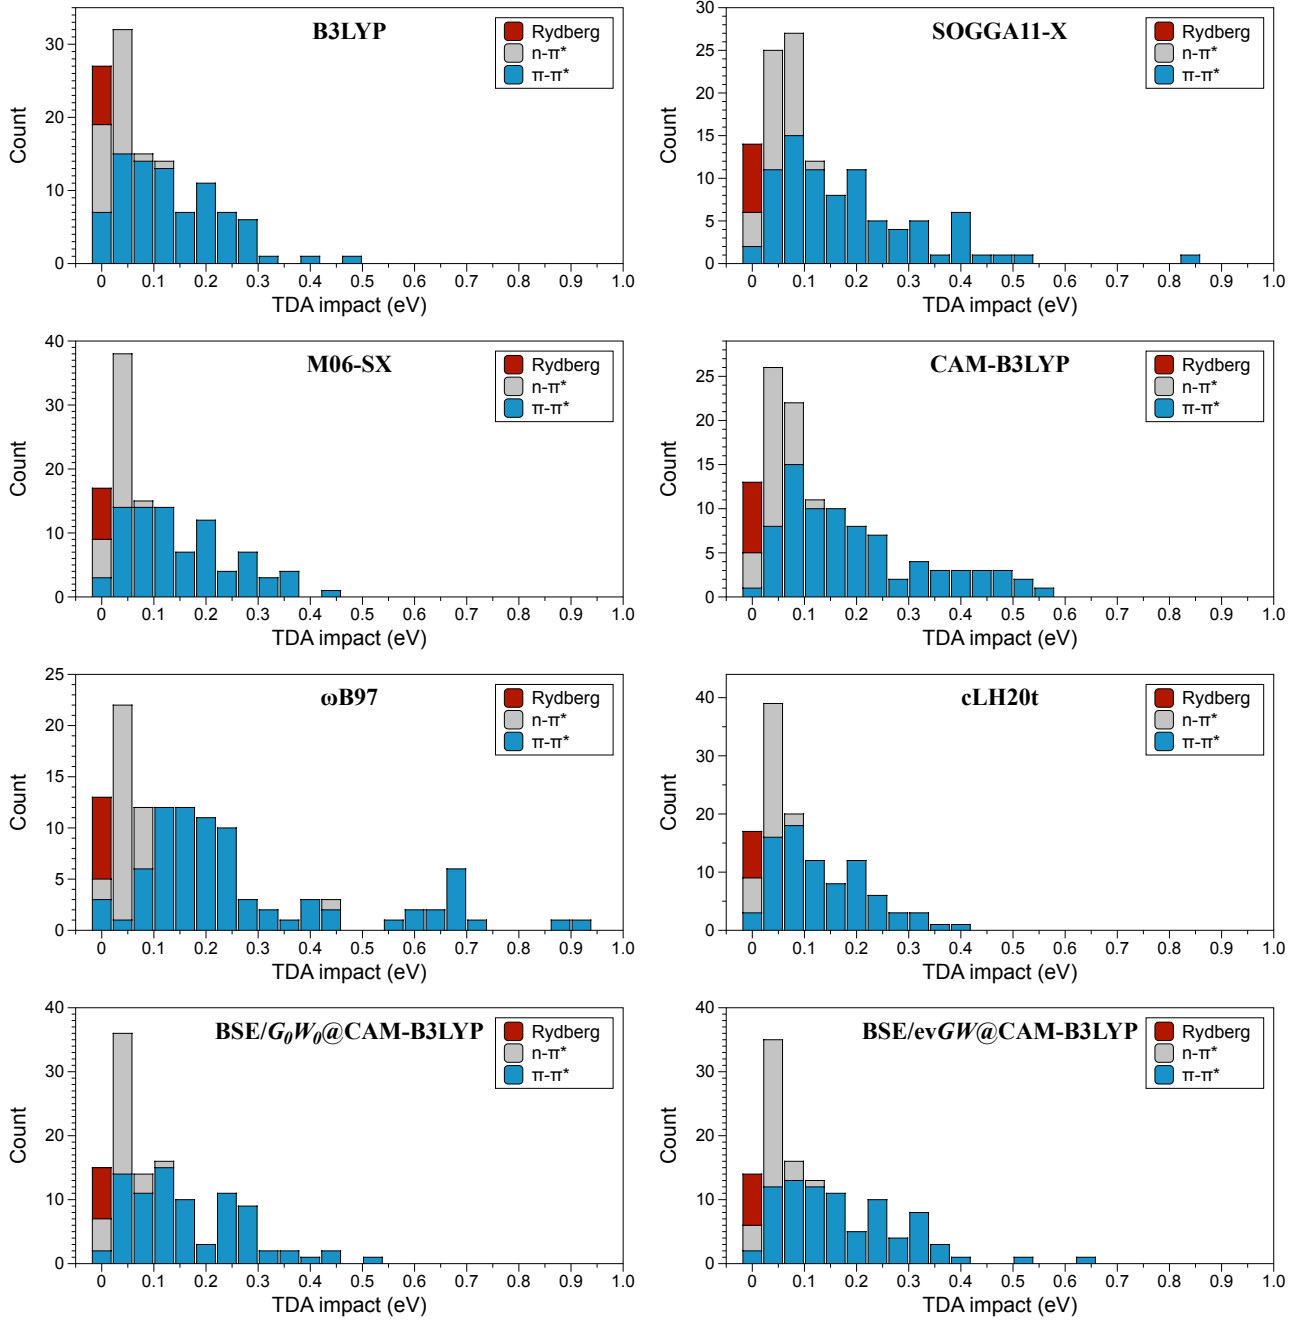 B3LYP
Rydberg
n-π*
π-π*
Count
30
20
10
0
0 0.1 0.2 0.3 0.4 0.5 0.6 0.7 0.8 0.9 1.0
TDA impact (eV)
SOGGA11-X
Rydberg
n-π*
π-π*
Count
30
25
20
15
10
5
0
0 0.1 0.2 0.3 0.4 0.5 0.6 0.7 0.8 0.9 1.0
TDA impact (eV)
M06-SX
Rydberg
n-π*
π-π*
Count
40
30
20
10
0
0 0.1 0.2 0.3 0.4 0.5 0.6 0.7 0.8 0.9 1.0
TDA impact (eV)
CAM-B3LYP
Rydberg
n-π*
π-π*
Count
25
20
15
10
5
0
0 0.1 0.2 0.3 0.4 0.5 0.6 0.7 0.8 0.9 1.0
TDA impact (eV)
ωB97
Rydberg
n-π*
π-π*
Count
25
20
15
10
5
0
0 0.1 0.2 0.3 0.4 0.5 0.6 0.7 0.8 0.9 1.0
TDA impact (eV)
cLH20t
Rydberg
n-π*
π-π*
Count
40
30
20
10
0
0 0.1 0.2 0.3 0.4 0.5 0.6 0.7 0.8 0.9 1.0
TDA impact (eV)
BSE/G₀W₀@CAM-B3LYP
Rydberg
n-π*
π-π*
Count
40
30
20
10
0
0 0.1 0.2 0.3 0.4 0.5 0.6 0.7 0.8 0.9 1.0
TDA impact (eV)
BSE/evGW@CAM-B3LYP
Rydberg
n-π*
π-π*
Count
40
30
20
10
0
0 0.1 0.2 0.3 0.4 0.5 0.6 0.7 0.8 0.9 1.0
TDA impact (eV)